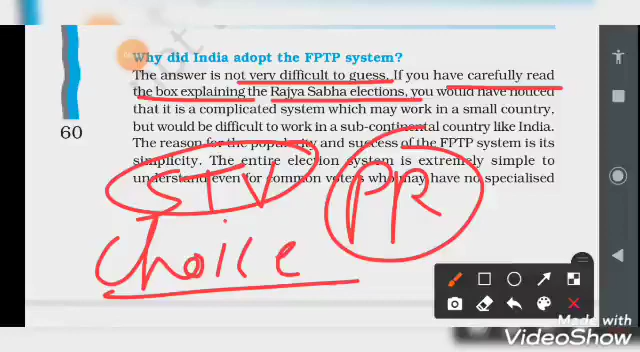 Why did India adopt the FPTP system?
The answer is not very difficult to guess. If you have carefully read
the box explaining the Rajya Sabha elections, you would have noticed
that it is a complicated system which may work in a small country,
but would be difficult to work in a sub-continental country like India.
60
The reason for the popularity and success of the FPTP system is its
simplicity. The entire election system is extremely simple to
understand even for common voters who may have no specialised
STV PR
Choice
Made with
VideoShow